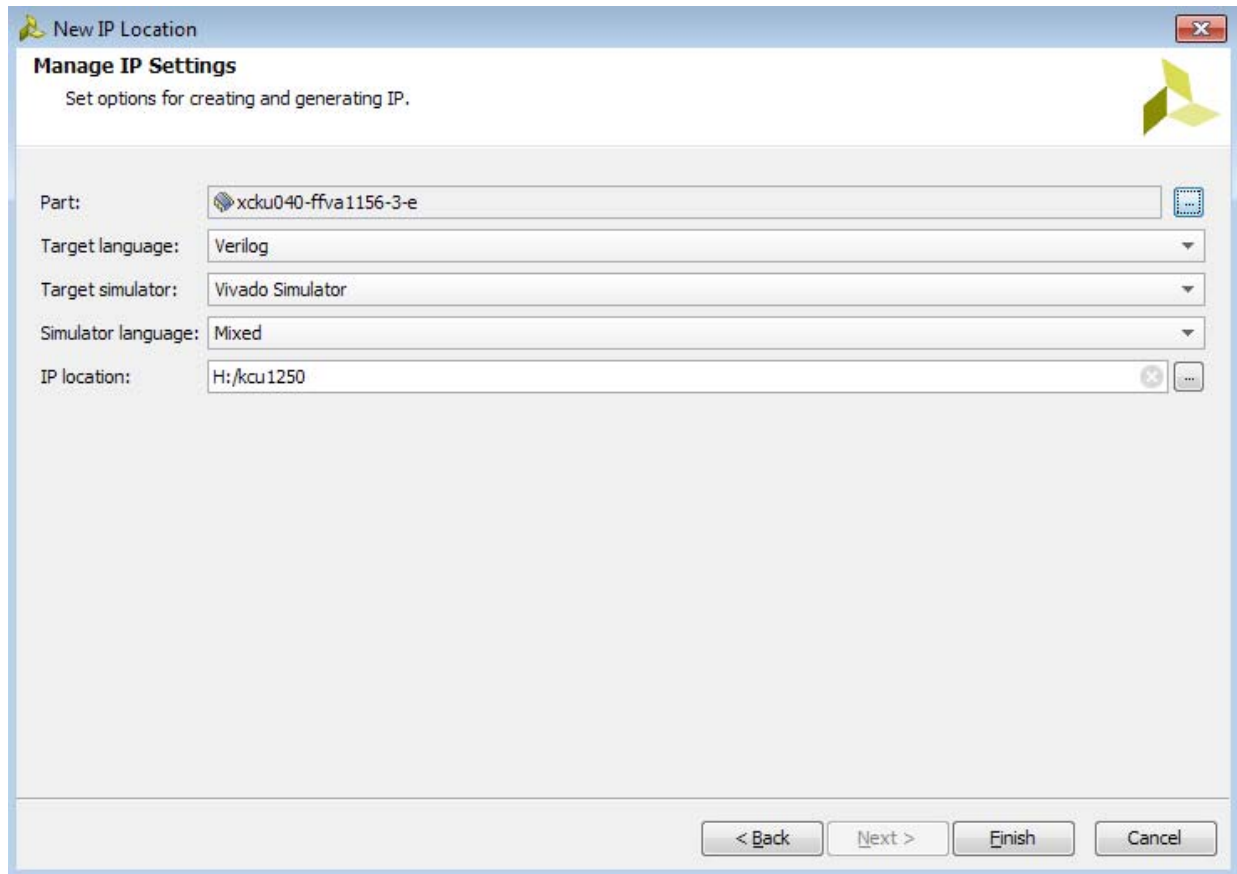 New IP Location
Manage IP Settings
Set options for creating and generating IP.
Part: xcku040-ffva1156-3-e ...
Target language: Verilog
Target simulator: Vivado Simulator
Simulator language: Mixed
IP location: H:/kcu1250 ...
< Back Next > Finish Cancel